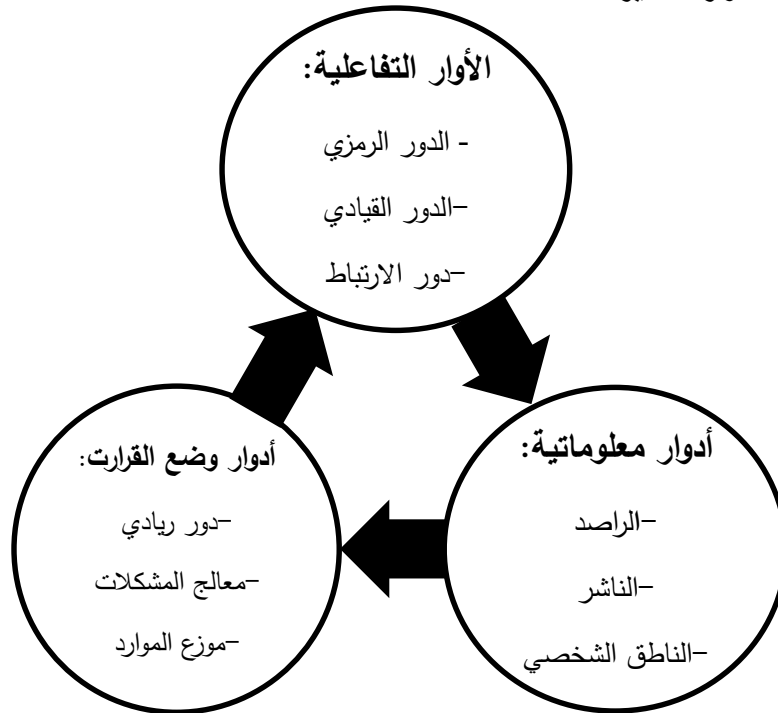 الأوار التفاعلية:
- الدور الرمزي
-الدور القيادي
-دور الارتباط
أدوار معلوماتية:
-الراصد
-الناشر
-الناطق الشخصي
أدوار وضع القرارت:
-دور ريادي
-معالج المشكلات
-موزع الموارد